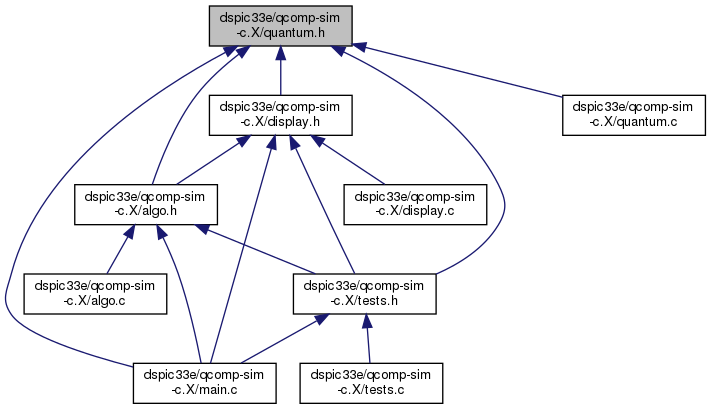 dspic33e/qcomp-sim
-c.X/quantum.h
dspic33e/qcomp-sim
-c.X/display.h
dspic33e/qcomp-sim
-c.X/quantum.c
dspic33e/qcomp-sim
-c.X/algo.h
dspic33e/qcomp-sim
-c.X/display.c
dspic33e/qcomp-sim
-c.X/algo.c
dspic33e/qcomp-sim
-c.X/tests.h
dspic33e/qcomp-sim
-c.X/main.c
dspic33e/qcomp-sim
-c.X/tests.c